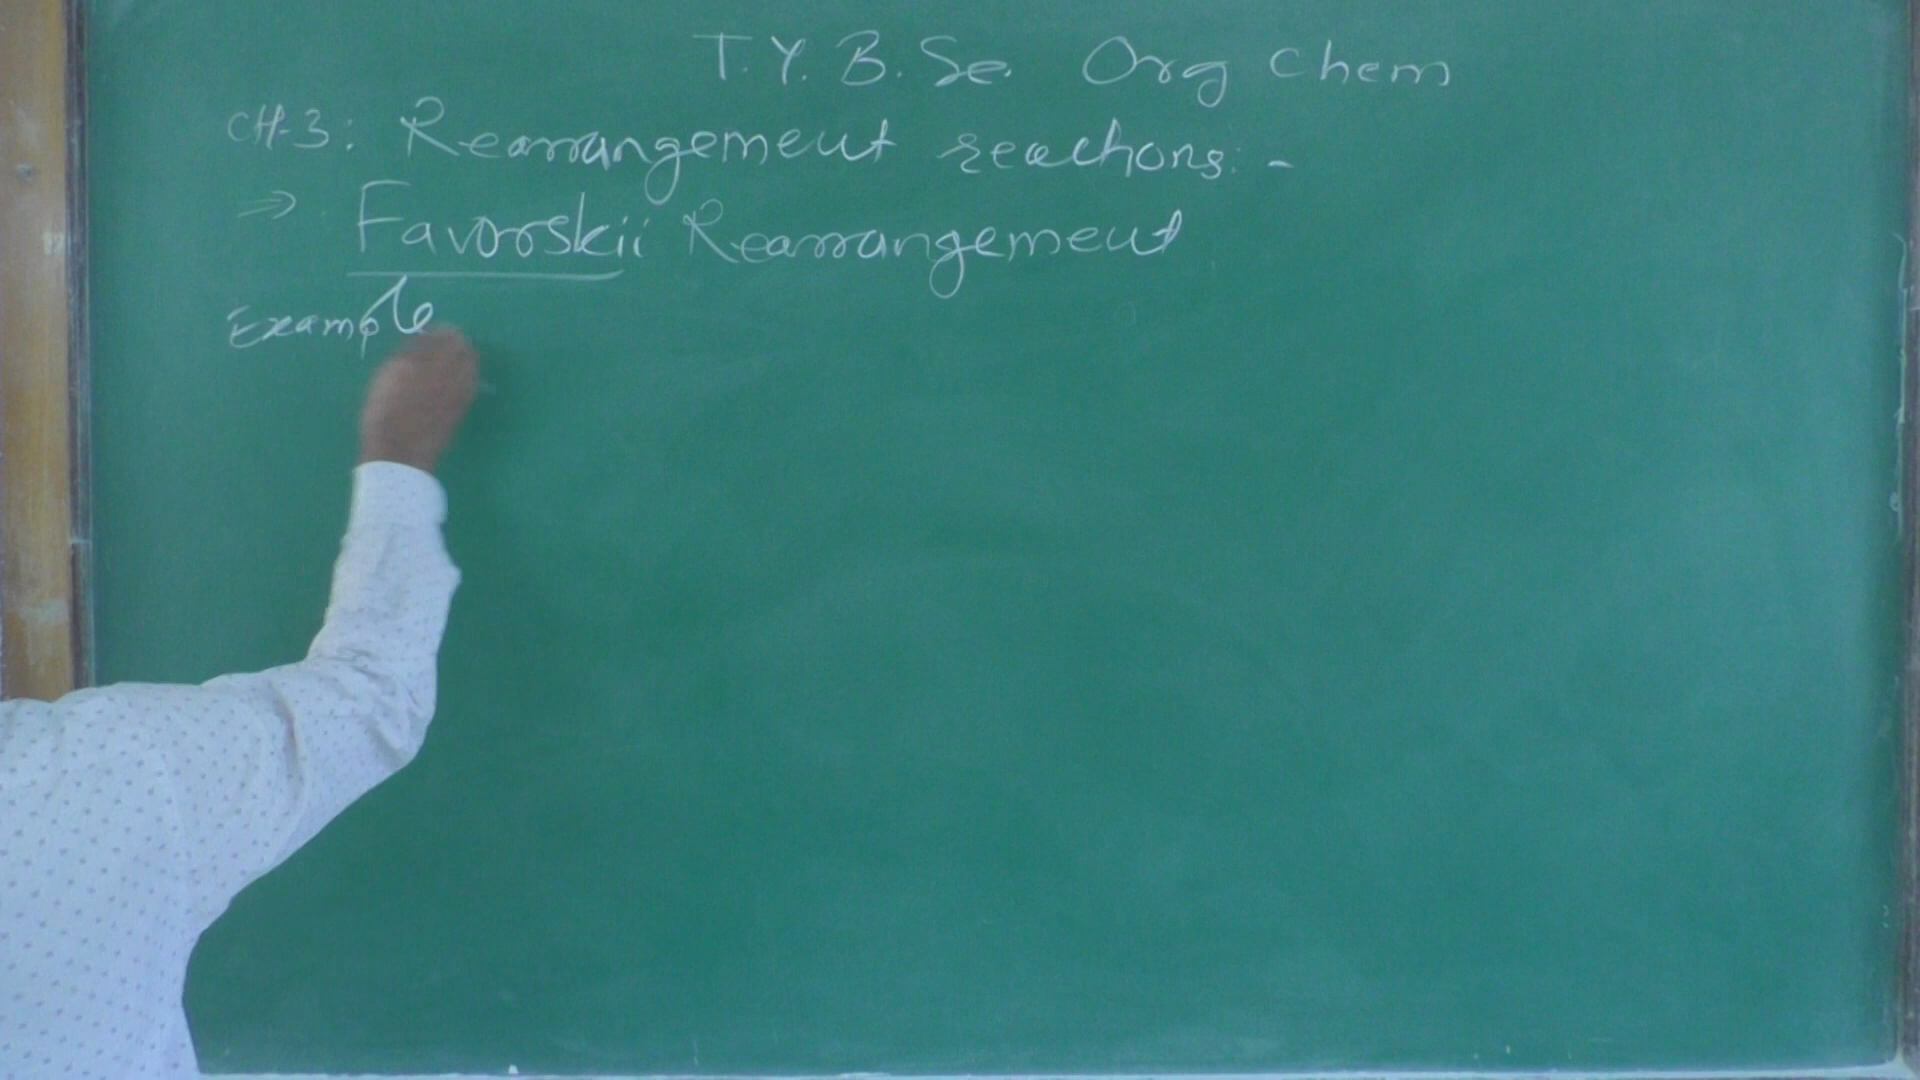 T.Y.B.Sc. Org Chem
CH-3: Rearrangement reactions:-
⇒ Favorskii Rearrangement
Example